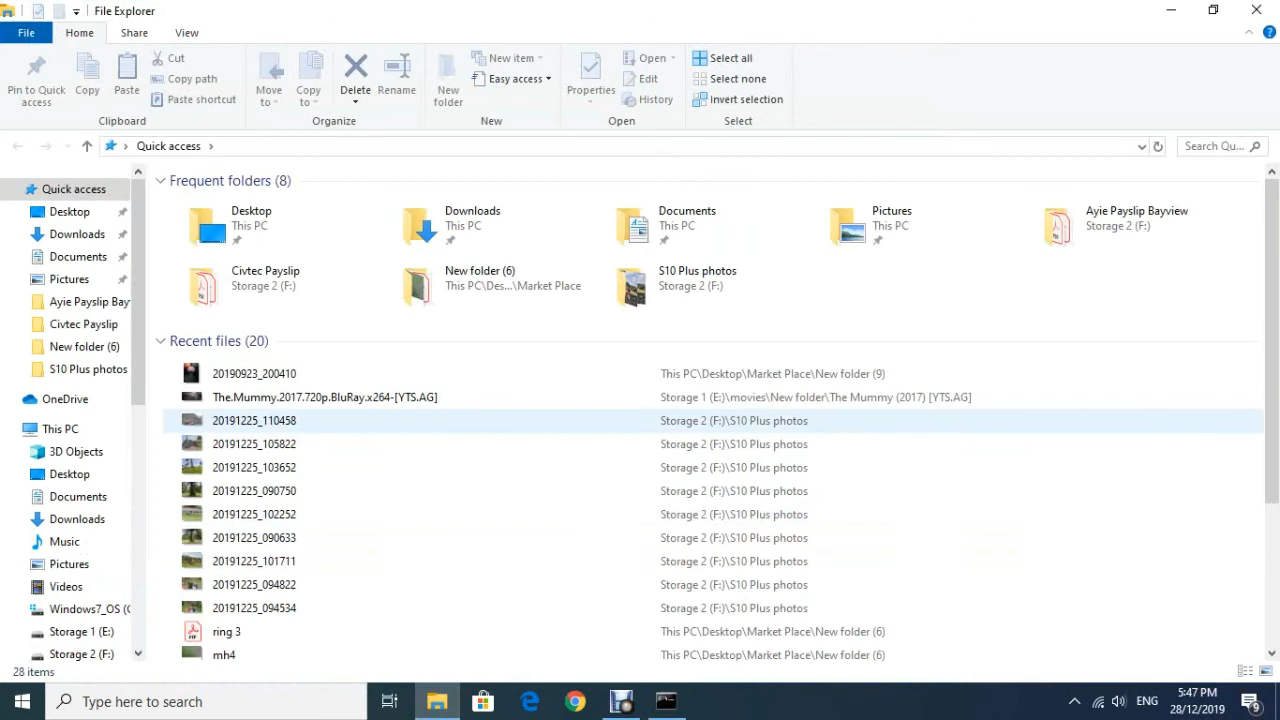 File Explorer
File Home Share View
Pin to Quick access
Copy
Paste
Cut
Copy path
Paste shortcut
Clipboard
Move to
Copy to
Delete
Rename
Organize
New folder
New item
Easy access
New
Properties
Open
Edit
History
Open
Select all
Select none
Invert selection
Select
Quick access
Search Qu...
Quick access
Desktop
Downloads
Documents
Pictures
Ayie Payslip Bay
Civtec Payslip
New folder (6)
S10 Plus photos
OneDrive
This PC
3D Objects
Desktop
Documents
Downloads
Music
Pictures
Videos
Windows7_OS (C
Storage 1 (E:)
Storage 2 (F:)
Frequent folders (8)
Desktop
This PC
Downloads
This PC
Documents
This PC
Pictures
This PC
Ayie Payslip Bayview
Storage 2 (F:)
Civtec Payslip
Storage 2 (F:)
New folder (6)
This PC\Des...\Market Place
S10 Plus photos
Storage 2 (F:)
Recent files (20)
20190923_200410 This PC\Desktop\Market Place\New folder (9)
The.Mummy.2017.720p.BluRay.x264-[YTS.AG] Storage 1 (E:)\movies\New folder\The Mummy (2017) [YTS.AG]
20191225_110458 Storage 2 (F:)\S10 Plus photos
20191225_105822 Storage 2 (F:)\S10 Plus photos
20191225_103652 Storage 2 (F:)\S10 Plus photos
20191225_090750 Storage 2 (F:)\S10 Plus photos
20191225_102252 Storage 2 (F:)\S10 Plus photos
20191225_090633 Storage 2 (F:)\S10 Plus photos
20191225_101711 Storage 2 (F:)\S10 Plus photos
20191225_094822 Storage 2 (F:)\S10 Plus photos
20191225_094534 Storage 2 (F:)\S10 Plus photos
ring 3 This PC\Desktop\Market Place\New folder (6)
mh4 This PC\Desktop\Market Place\New folder (6)
28 items
Type here to search
ENG
5:47 PM
28/12/2019
9